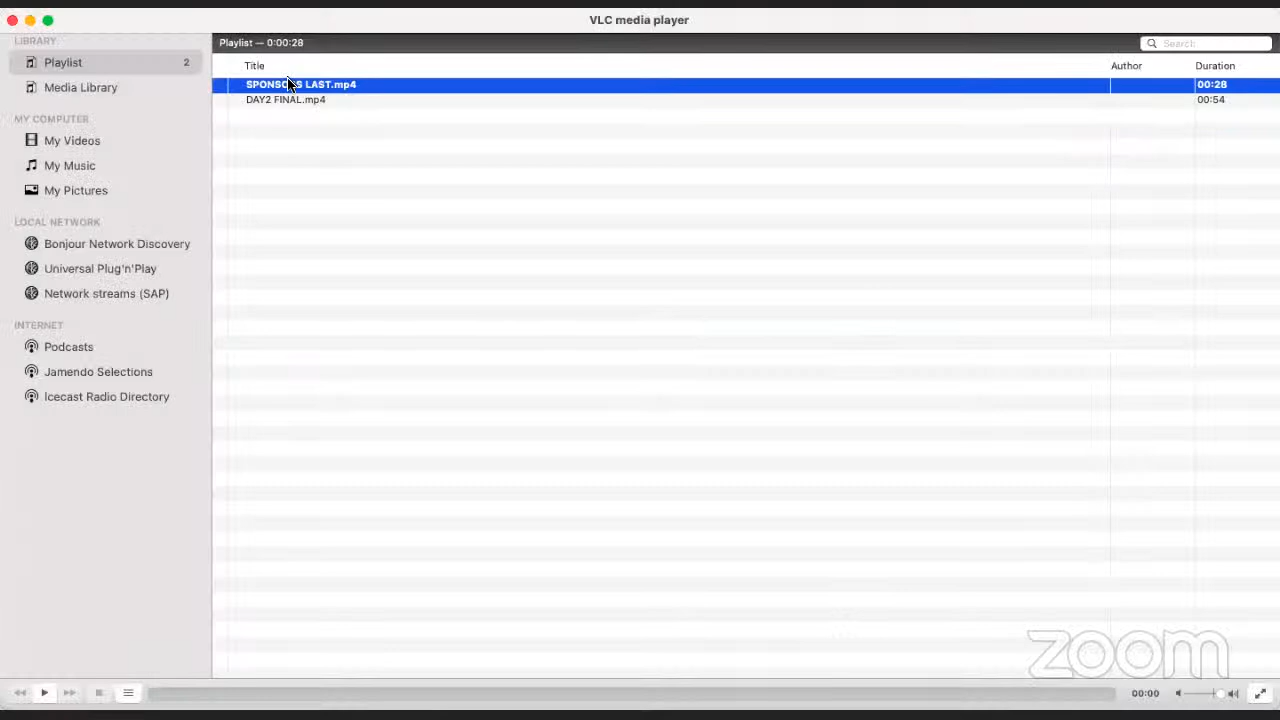 VLC media player
LIBRARY
Playlist 2
Media Library
MY COMPUTER
My Videos
My Music
My Pictures
LOCAL NETWORK
Bonjour Network Discovery
Universal Plug'n'Play
Network streams (SAP)
INTERNET
Podcasts
Jamendo Selections
Icecast Radio Directory
Playlist — 0:00:28
Search
Title Author Duration
SPONSORS LAST.mp4 00:28
DAY2 FINAL.mp4 00:54
zoom
00:00